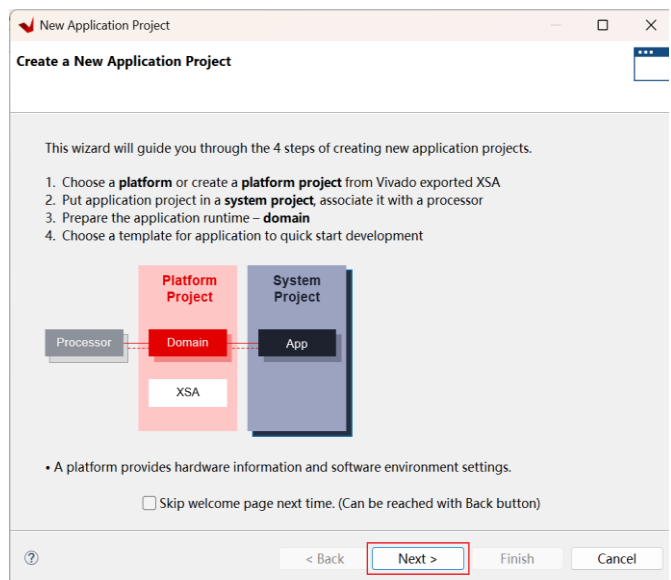 New Application Project
Create a New Application Project
This wizard will guide you through the 4 steps of creating new application projects.
1. Choose a platform or create a platform project from Vivado exported XSA
2. Put application project in a system project, associate it with a processor
3. Prepare the application runtime – domain
4. Choose a template for application to quick start development
Platform
Project
System
Project
Processor
Domain
App
XSA
• A platform provides hardware information and software environment settings.
Skip welcome page next time. (Can be reached with Back button)
?
< Back
Next >
Finish
Cancel